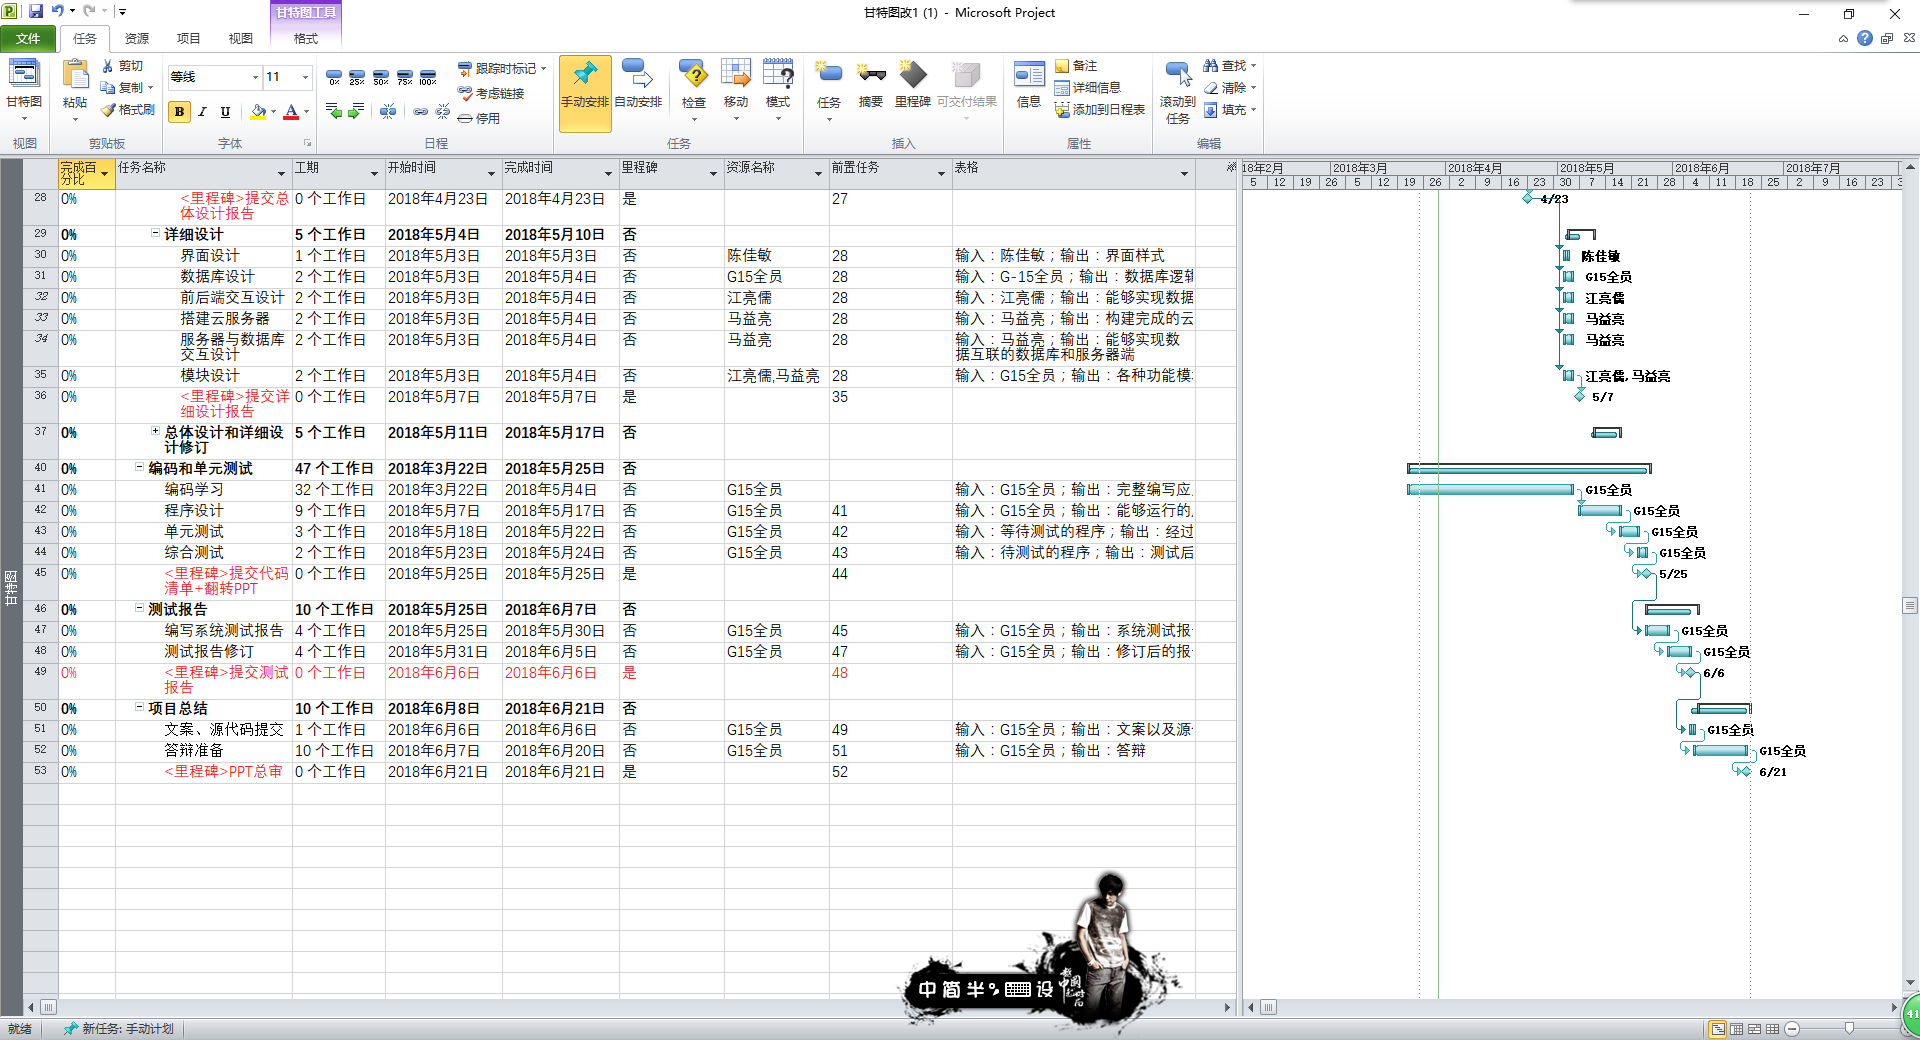 甘特图工具
甘特图改1 (1) - Microsoft Project
文件 任务 资源 项目 视图 格式
甘特图
视图
粘贴
剪切
复制
格式刷
剪贴板
等线 11
B I U A
字体
0% 25% 50% 75% 100%
跟踪时标记
考虑链接
停用
日程
手动安排 自动安排 检查 移动 模式
任务
任务 摘要 里程碑 可交付结果
插入
信息
备注
详细信息
添加到日程表
属性
滚动到任务
查找
清除
填充
编辑
完成百分比 任务名称 工期 开始时间 完成时间 里程碑 资源名称 前置任务 表格
28 0% <里程碑>提交总体设计报告 0 个工作日 2018年4月23日 2018年4月23日 是 27
29 0% 详细设计 5 个工作日 2018年5月4日 2018年5月10日 否
30 0% 界面设计 1 个工作日 2018年5月3日 2018年5月3日 否 陈佳敏 28 输入：陈佳敏；输出：界面样式
31 0% 数据库设计 2 个工作日 2018年5月3日 2018年5月4日 否 G15全员 28 输入：G-15全员；输出：数据库逻辑
32 0% 前后端交互设计 2 个工作日 2018年5月3日 2018年5月4日 否 江亮儒 28 输入：江亮儒；输出：能够实现数据
33 0% 搭建云服务器 2 个工作日 2018年5月3日 2018年5月4日 否 马益亮 28 输入：马益亮；输出：构建完成的云
34 0% 服务器与数据库交互设计 2 个工作日 2018年5月3日 2018年5月4日 否 马益亮 28 输入：马益亮；输出：能够实现数据互联的数据库和服务器端
35 0% 模块设计 2 个工作日 2018年5月3日 2018年5月4日 否 江亮儒,马益亮 28 输入：G15全员；输出：各种功能模
36 0% <里程碑>提交详细设计报告 0 个工作日 2018年5月7日 2018年5月7日 是 35
37 0% 总体设计和详细设计修订 5 个工作日 2018年5月11日 2018年5月17日 否
40 0% 编码和单元测试 47 个工作日 2018年3月22日 2018年5月25日 否
41 0% 编码学习 32 个工作日 2018年3月22日 2018年5月4日 否 G15全员 输入：G15全员；输出：完整编写应
42 0% 程序设计 9 个工作日 2018年5月7日 2018年5月17日 否 G15全员 41 输入：G15全员；输出：能够运行的
43 0% 单元测试 3 个工作日 2018年5月18日 2018年5月22日 否 G15全员 42 输入：等待测试的程序；输出：经过
44 0% 综合测试 2 个工作日 2018年5月23日 2018年5月24日 否 G15全员 43 输入：待测试的程序；输出：测试后
45 0% <里程碑>提交代码清单+翻转PPT 0 个工作日 2018年5月25日 2018年5月25日 是 44
46 0% 测试报告 10 个工作日 2018年5月25日 2018年6月7日 否
47 0% 编写系统测试报告 4 个工作日 2018年5月25日 2018年5月30日 否 G15全员 45 输入：G15全员；输出：系统测试报
48 0% 测试报告修订 4 个工作日 2018年5月31日 2018年6月5日 否 G15全员 47 输入：G15全员；输出：修订后的报
49 0% <里程碑>提交测试报告 0 个工作日 2018年6月6日 2018年6月6日 是 48
50 0% 项目总结 10 个工作日 2018年6月8日 2018年6月21日 否
51 0% 文案、源代码提交 1 个工作日 2018年6月6日 2018年6月6日 否 G15全员 49 输入：G15全员；输出：文案以及源
52 0% 答辩准备 10 个工作日 2018年6月7日 2018年6月20日 否 G15全员 51 输入：G15全员；输出：答辩
53 0% <里程碑>PPT总审 0 个工作日 2018年6月21日 2018年6月21日 是 52
甘特图
18年2月 2018年3月 2018年4月 2018年5月 2018年6月 2018年7月
5 12 19 26 5 12 19 26 2 9 16 23 30 7 14 21 28 4 11 18 25 2 9 16 23
4/23
陈佳敏
G15全员
江亮儒
马益亮
马益亮
江亮儒,马益亮
5/7
G15全员
G15全员
G15全员
G15全员
5/25
G15全员
G15全员
6/6
G15全员
G15全员
6/21
中 简 半 设
就绪 新任务: 手动计划
41